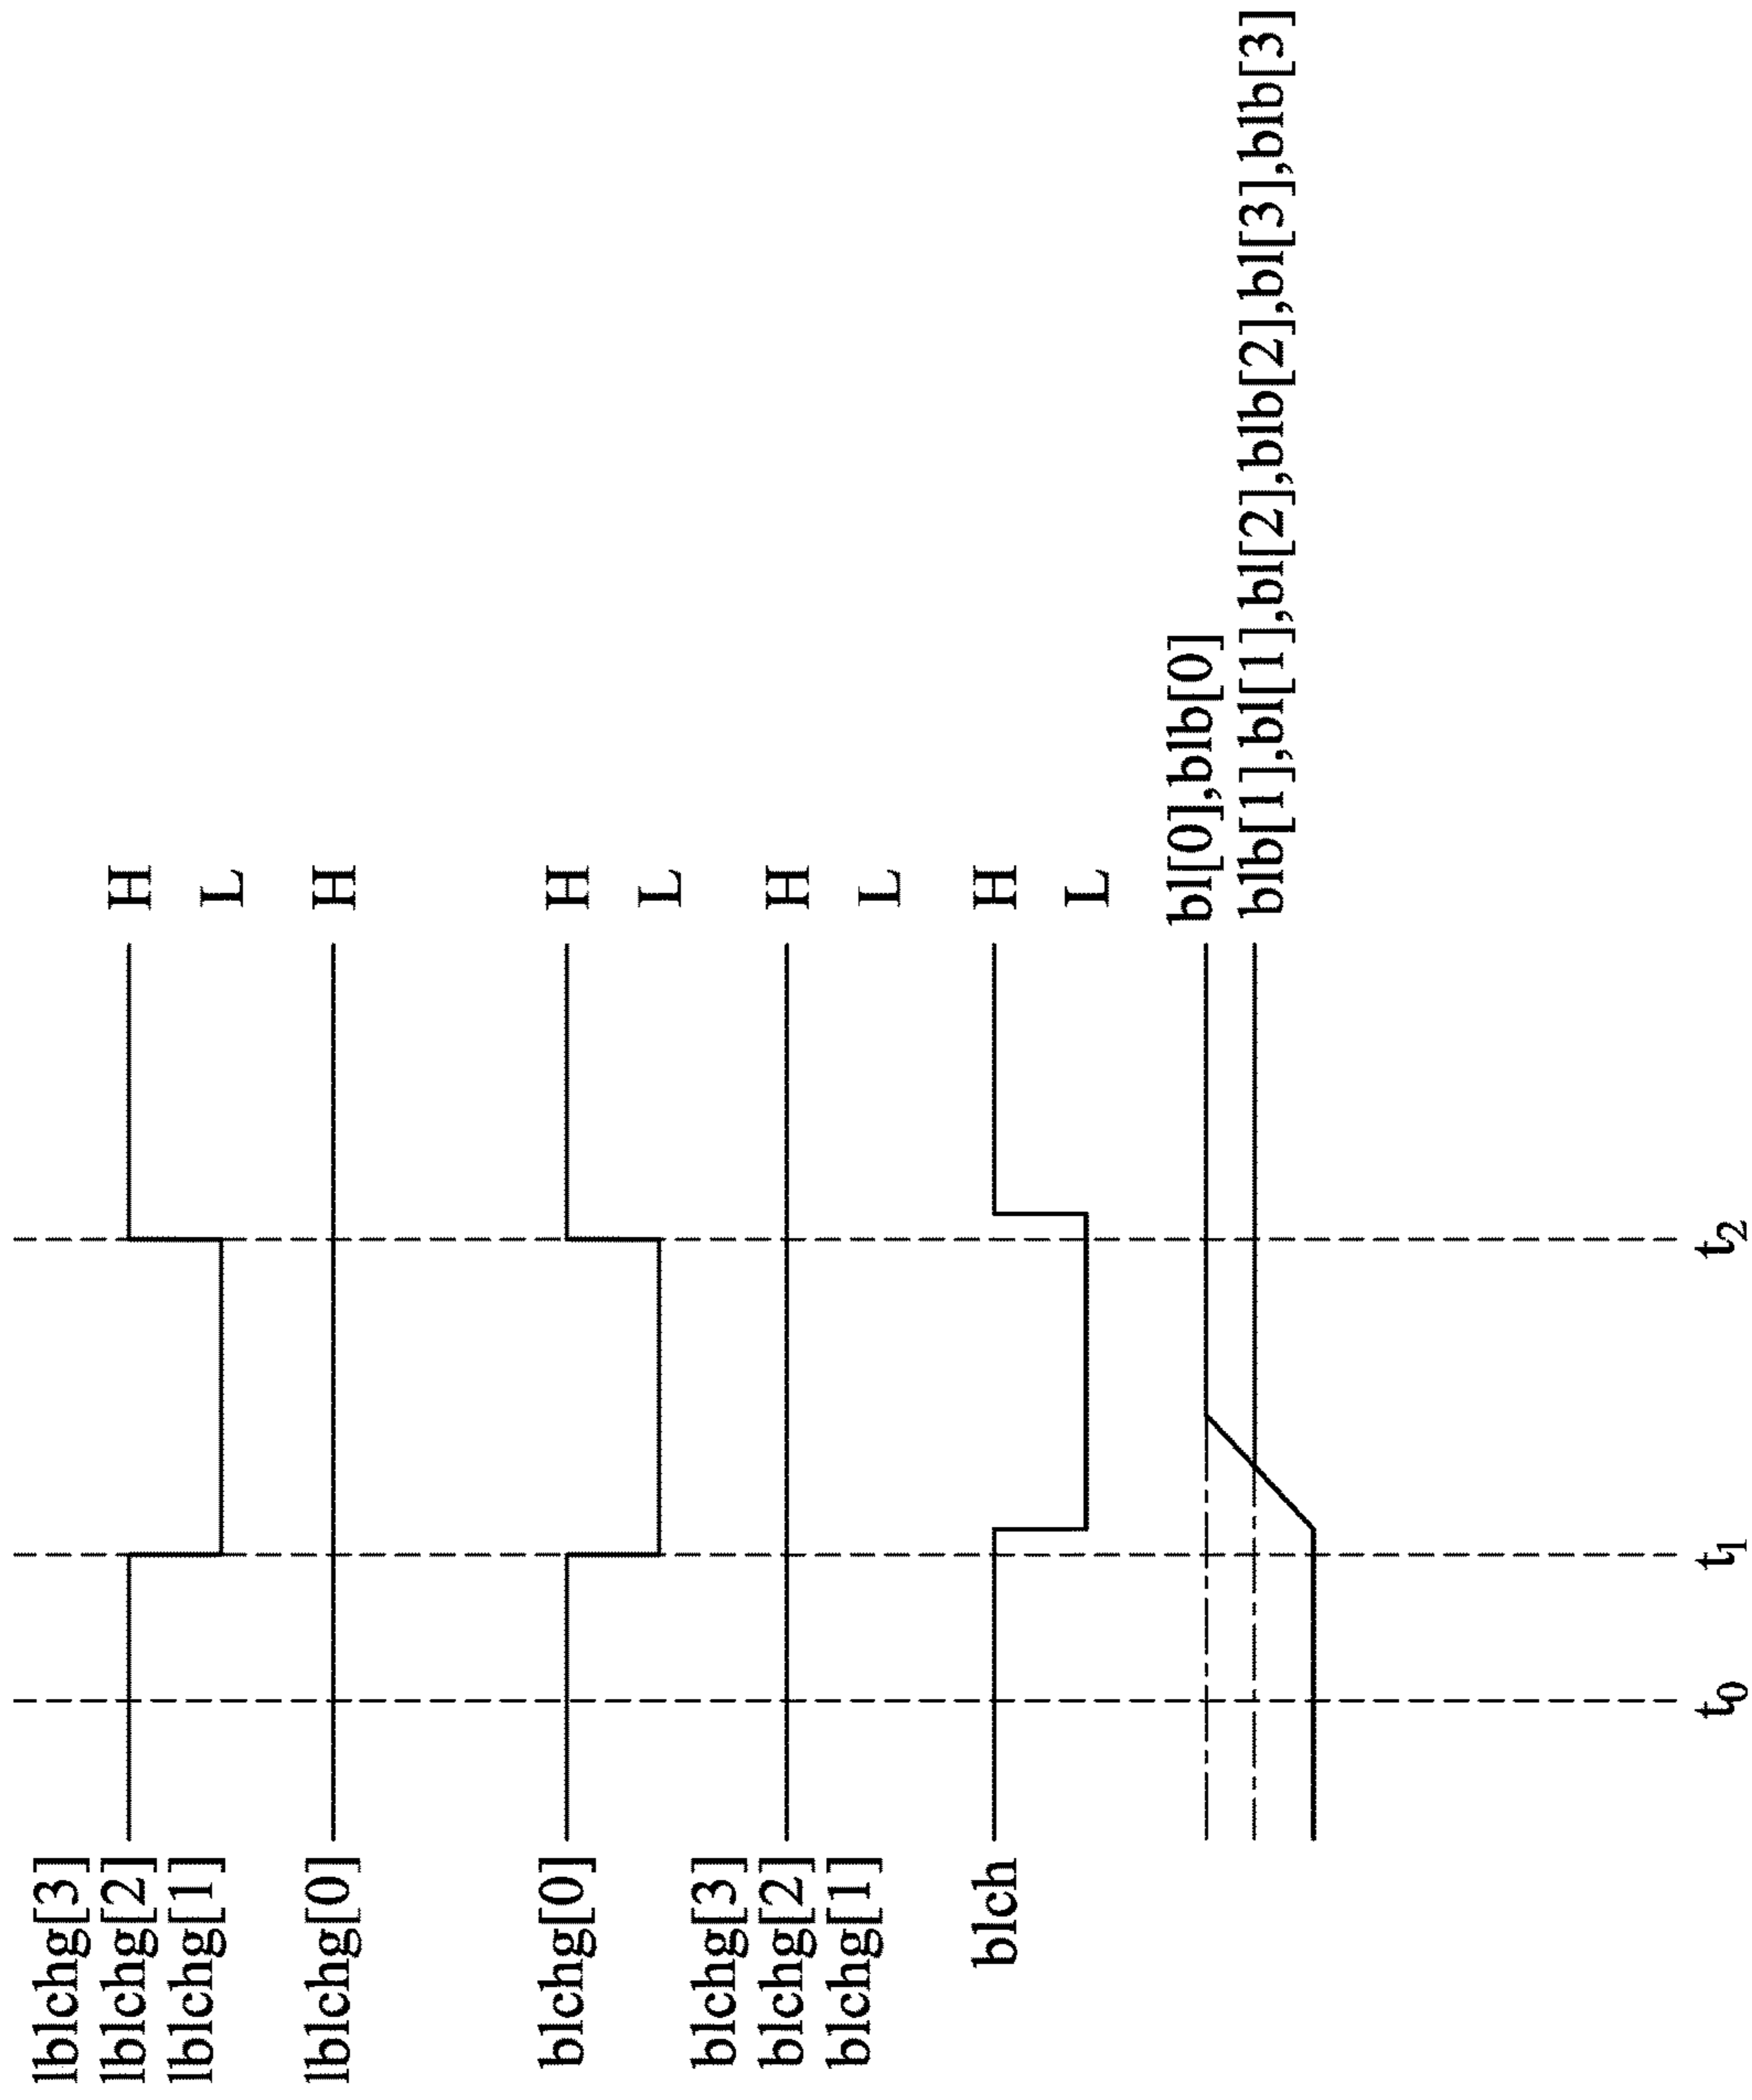 lblchg[3]
lblchg[2]
lblchg[1]
H
L
lblchg[0]
H
blchg[0]
H
L
blchg[3]
blchg[2]
blchg[1]
H
L
blch
H
L
bl[0],blb[0]
blb[1],bl[1],bl[2],blb[2],bl[3],blb[3]
t0
t1
t2